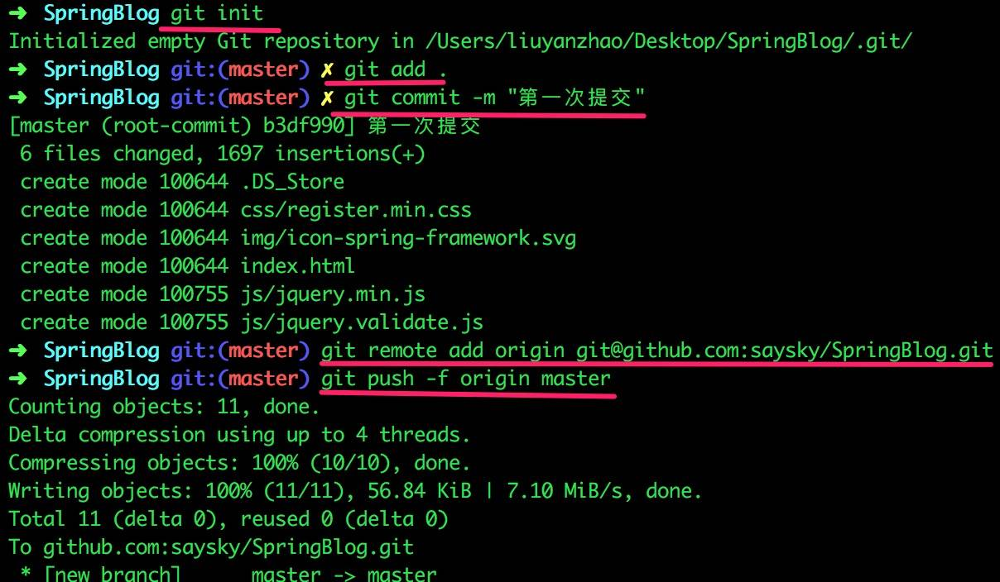 ➜ SpringBlog git init
Initialized empty Git repository in /Users/liuyanzhao/Desktop/SpringBlog/.git/
➜ SpringBlog git:(master) ✗ git add .
➜ SpringBlog git:(master) ✗ git commit -m "第一次提交"
[master (root-commit) b3df990] 第一次提交
 6 files changed, 1697 insertions(+)
 create mode 100644 .DS_Store
 create mode 100644 css/register.min.css
 create mode 100644 img/icon-spring-framework.svg
 create mode 100644 index.html
 create mode 100755 js/jquery.min.js
 create mode 100755 js/jquery.validate.js
➜ SpringBlog git:(master) git remote add origin git@github.com:saysky/SpringBlog.git
➜ SpringBlog git:(master) git push -f origin master
Counting objects: 11, done.
Delta compression using up to 4 threads.
Compressing objects: 100% (10/10), done.
Writing objects: 100% (11/11), 56.84 KiB | 7.10 MiB/s, done.
Total 11 (delta 0), reused 0 (delta 0)
To github.com:saysky/SpringBlog.git
 * [new branch]      master -> master